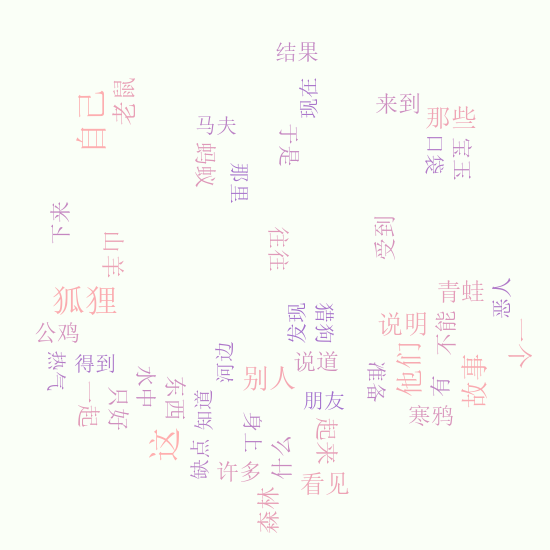 结果
现在
自己
老鼠
来到
那些
马夫
于是
蚂蚁
那里
口袋
宝玉
下来
山羊
往往
受到
狐狸
青蛙
恶人
公鸡
发现
猎狗
说明
不能
一个
热气
得到
河边
说道
他们
故事
准备
有
别人
朋友
寒鸦
一起
只好
水中
东西
知道
这
缺点
身上
起来
许多
什么
看见
森林